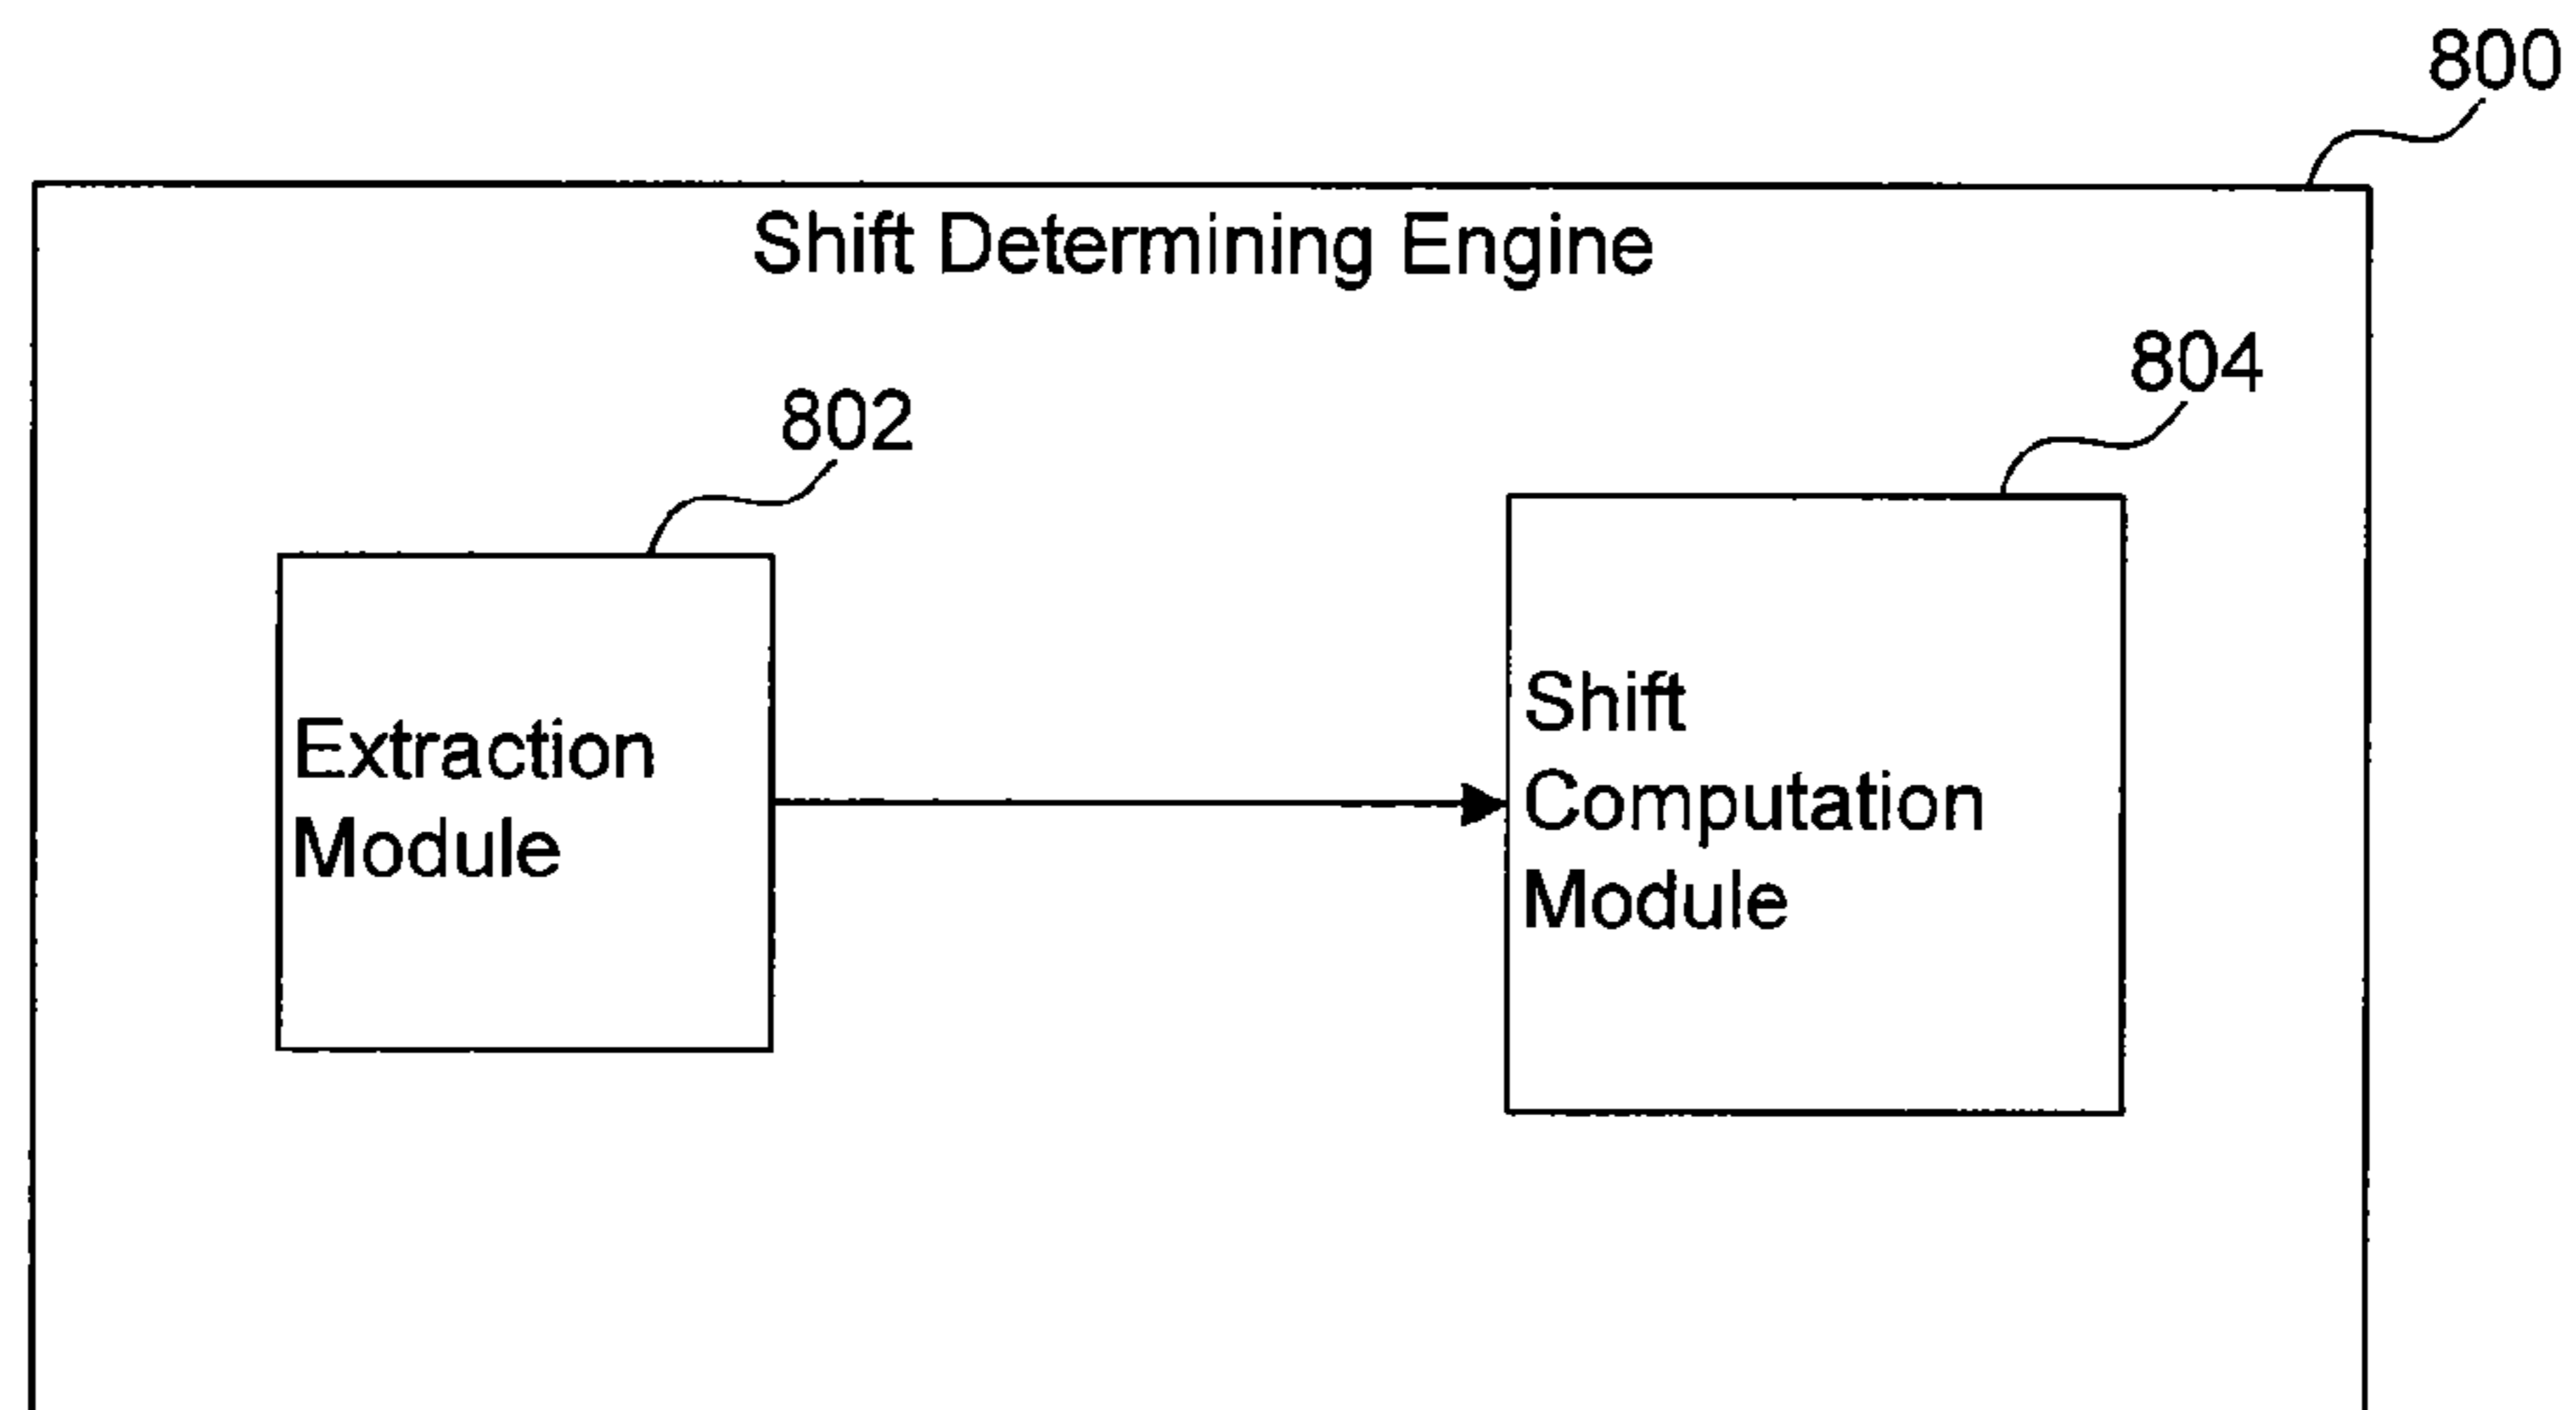 800
Shift Determining Engine
804
802
Shift
Computation
Module
Extraction
Module